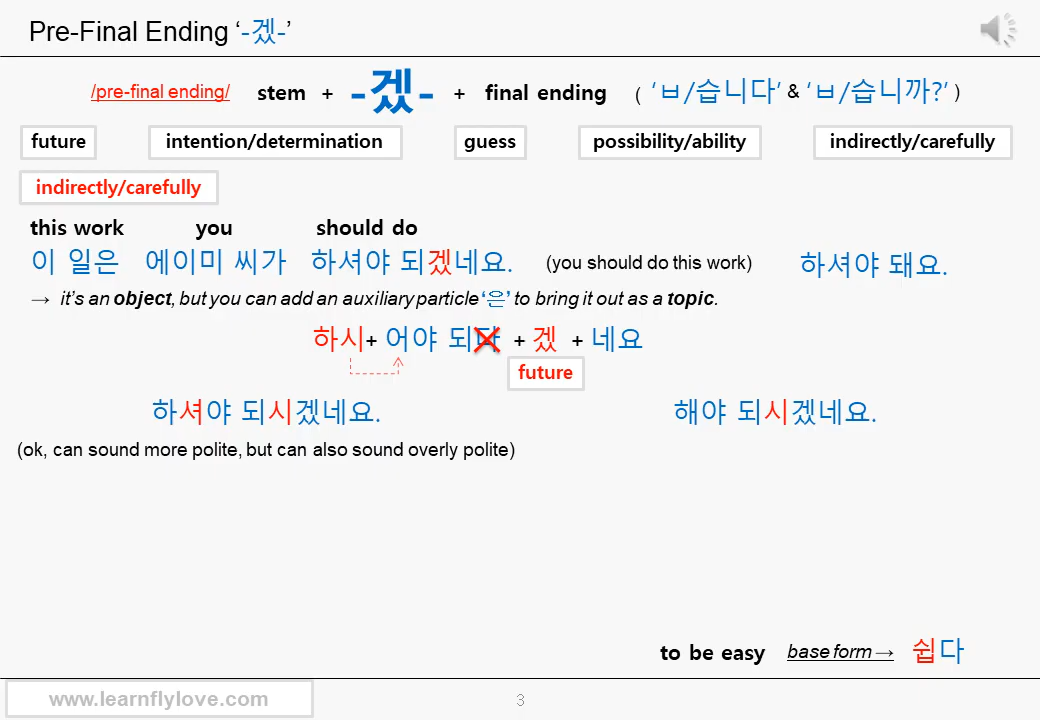 Pre-Final Ending ‘-겠-’
/pre-final ending/ stem + -겠- + final ending ( ‘ㅂ/습니다’ & ‘ㅂ/습니까?’ )
future intention/determination guess possibility/ability indirectly/carefully
indirectly/carefully
this work you should do
이 일은 에이미 씨가 하셔야 되겠네요. (you should do this work) 하셔야 돼요.
→ it’s an object, but you can add an auxiliary particle ‘은’ to bring it out as a topic.
하시+ 어야 되다 + 겠 + 네요
future
하셔야 되시겠네요. 해야 되시겠네요.
(ok, can sound more polite, but can also sound overly polite)
to be easy base form → 쉽다
www.learnflylove.com 3